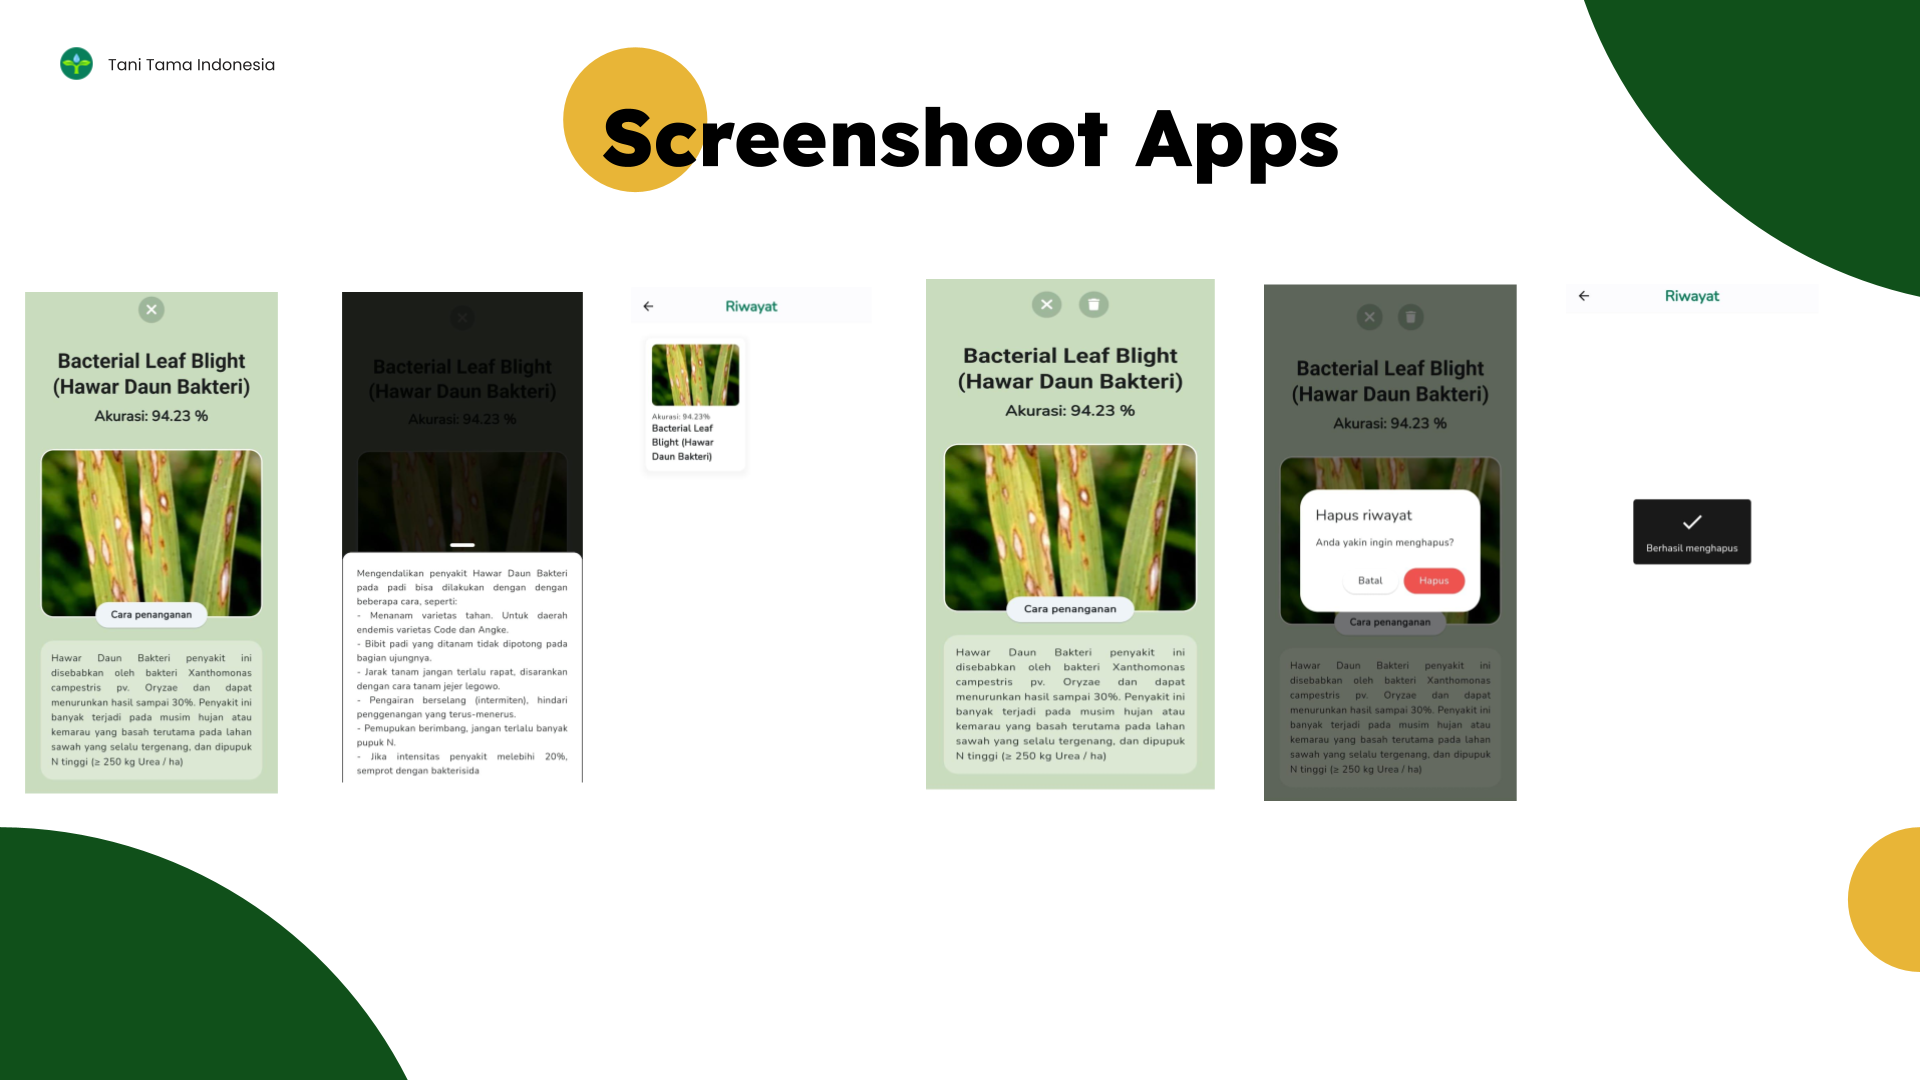 Tani Tama Indonesia
Screenshoot Apps
Bacterial Leaf Blight
(Hawar Daun Bakteri)
Akurasi: 94.23 %
Cara penanganan
Hawar Daun Bakteri penyakit ini
disebabkan oleh bakteri Xanthomonas
campestris pv. Oryzae dan dapat
menurunkan hasil sampai 30%. Penyakit ini
banyak terjadi pada musim hujan atau
kemarau yang basah terutama pada lahan
sawah yang selalu tergenang, dan dipupuk
N tinggi (≥ 250 kg Urea / ha)
Bacterial Leaf Blight
(Hawar Daun Bakteri)
Akurasi: 94.23 %
Mengendalikan penyakit Hawar Daun Bakteri
pada padi bisa dilakukan dengan dengan
beberapa cara, seperti:
- Menanam varietas tahan. Untuk daerah
endemis varietas Code dan Angke.
- Bibit padi yang ditanam tidak dipotong pada
bagian ujungnya.
- Jarak tanam jangan terlalu rapat, disarankan
dengan cara tanam jejer legowo.
- Pengairan berselang (intermiten), hindari
penggenangan yang terus-menerus.
- Pemupukan berimbang, jangan terlalu banyak
pupuk N.
- Jika intensitas penyakit melebihi 20%,
semprot dengan bakterisida
Riwayat
Akurasi: 94.23%
Bacterial Leaf
Blight (Hawar
Daun Bakteri)
Bacterial Leaf Blight
(Hawar Daun Bakteri)
Akurasi: 94.23 %
Cara penanganan
Hawar Daun Bakteri penyakit ini
disebabkan oleh bakteri Xanthomonas
campestris pv. Oryzae dan dapat
menurunkan hasil sampai 30%. Penyakit ini
banyak terjadi pada musim hujan atau
kemarau yang basah terutama pada lahan
sawah yang selalu tergenang, dan dipupuk
N tinggi (≥ 250 kg Urea / ha)
Bacterial Leaf Blight
(Hawar Daun Bakteri)
Akurasi: 94.23 %
Hapus riwayat
Anda yakin ingin menghapus?
Batal
Hapus
Cara penanganan
Hawar Daun Bakteri penyakit ini
disebabkan oleh bakteri Xanthomonas
campestris pv. Oryzae dan dapat
menurunkan hasil sampai 30%. Penyakit ini
banyak terjadi pada musim hujan atau
kemarau yang basah terutama pada lahan
sawah yang selalu tergenang, dan dipupuk
N tinggi (≥ 250 kg Urea / ha)
Riwayat
Berhasil menghapus